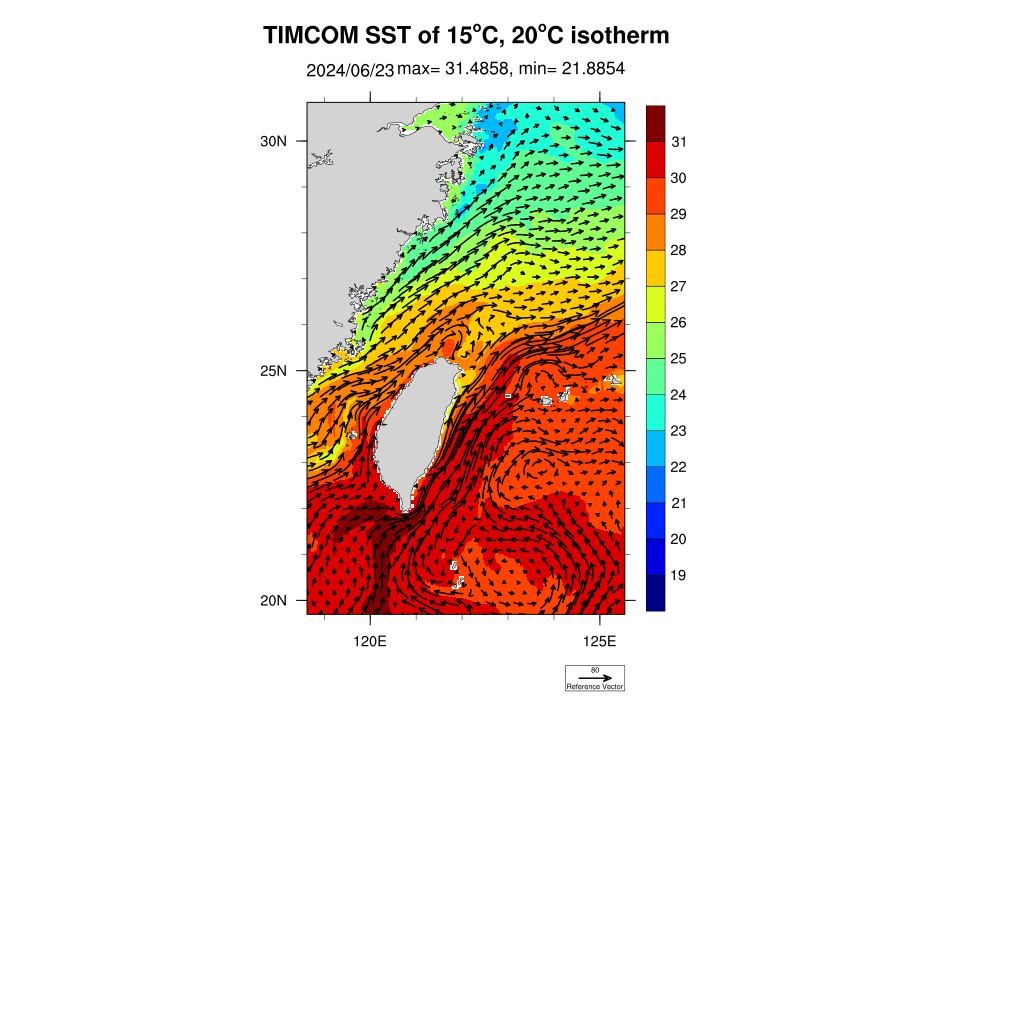 TIMCOM SST of 15°C, 20°C isotherm
2024/06/23 max= 31.4858, min= 21.8854
31
30N
30
29
28
27
26
25N
25
24
23
22
21
20
19
20N
120E 125E
80
Reference Vector